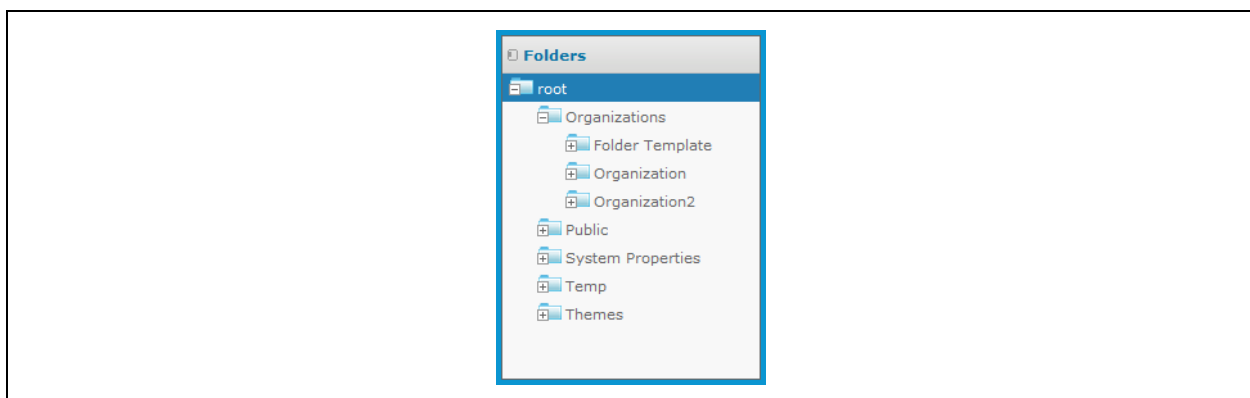 Folders
root
Organizations
Folder Template
Organization
Organization2
Public
System Properties
Temp
Themes